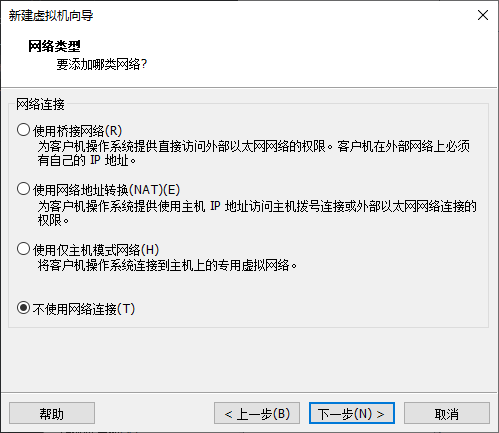 新建虚拟机向导
网络类型
要添加哪类网络?
网络连接
使用桥接网络(R)
为客户机操作系统提供直接访问外部以太网网络的权限。客户机在外部网络上必须
有自己的 IP 地址。
使用网络地址转换(NAT)(E)
为客户机操作系统提供使用主机 IP 地址访问主机拨号连接或外部以太网网络连接的
权限。
使用仅主机模式网络(H)
将客户机操作系统连接到主机上的专用虚拟网络。
不使用网络连接(T)
帮助
< 上一步(B)
下一步(N) >
取消